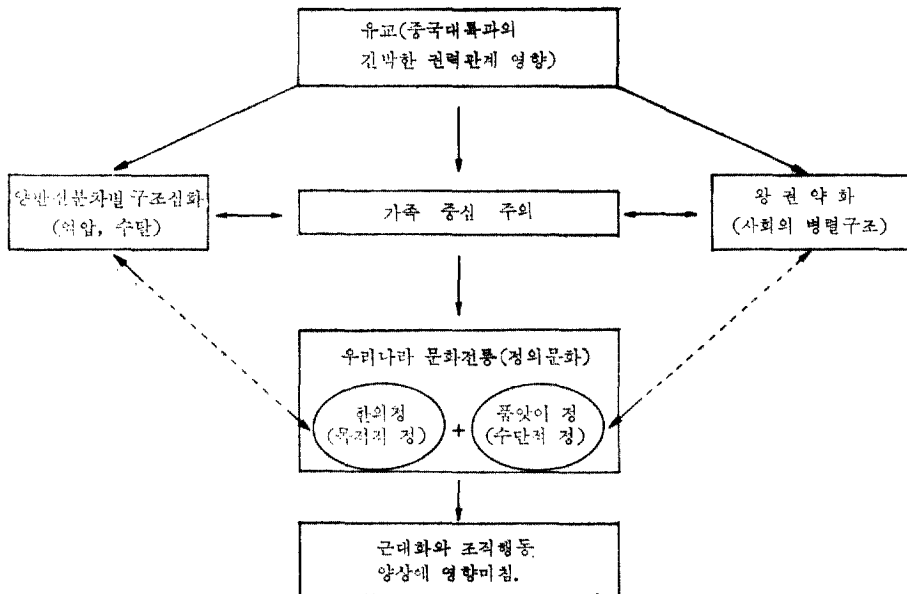 유교(중국대륙과의
긴박한 권력관계 영향)
양반신분차별 구조심화
(억압, 수탈)
가족 중심 주의
왕 권 약 화
(사회의 병렬구조)
우리나라 문화전통(정의문화)
한의정
(목적적 정)
+
품앗이 정
(수단적 정)
근대화와 조직행동
양상에 영향미침.